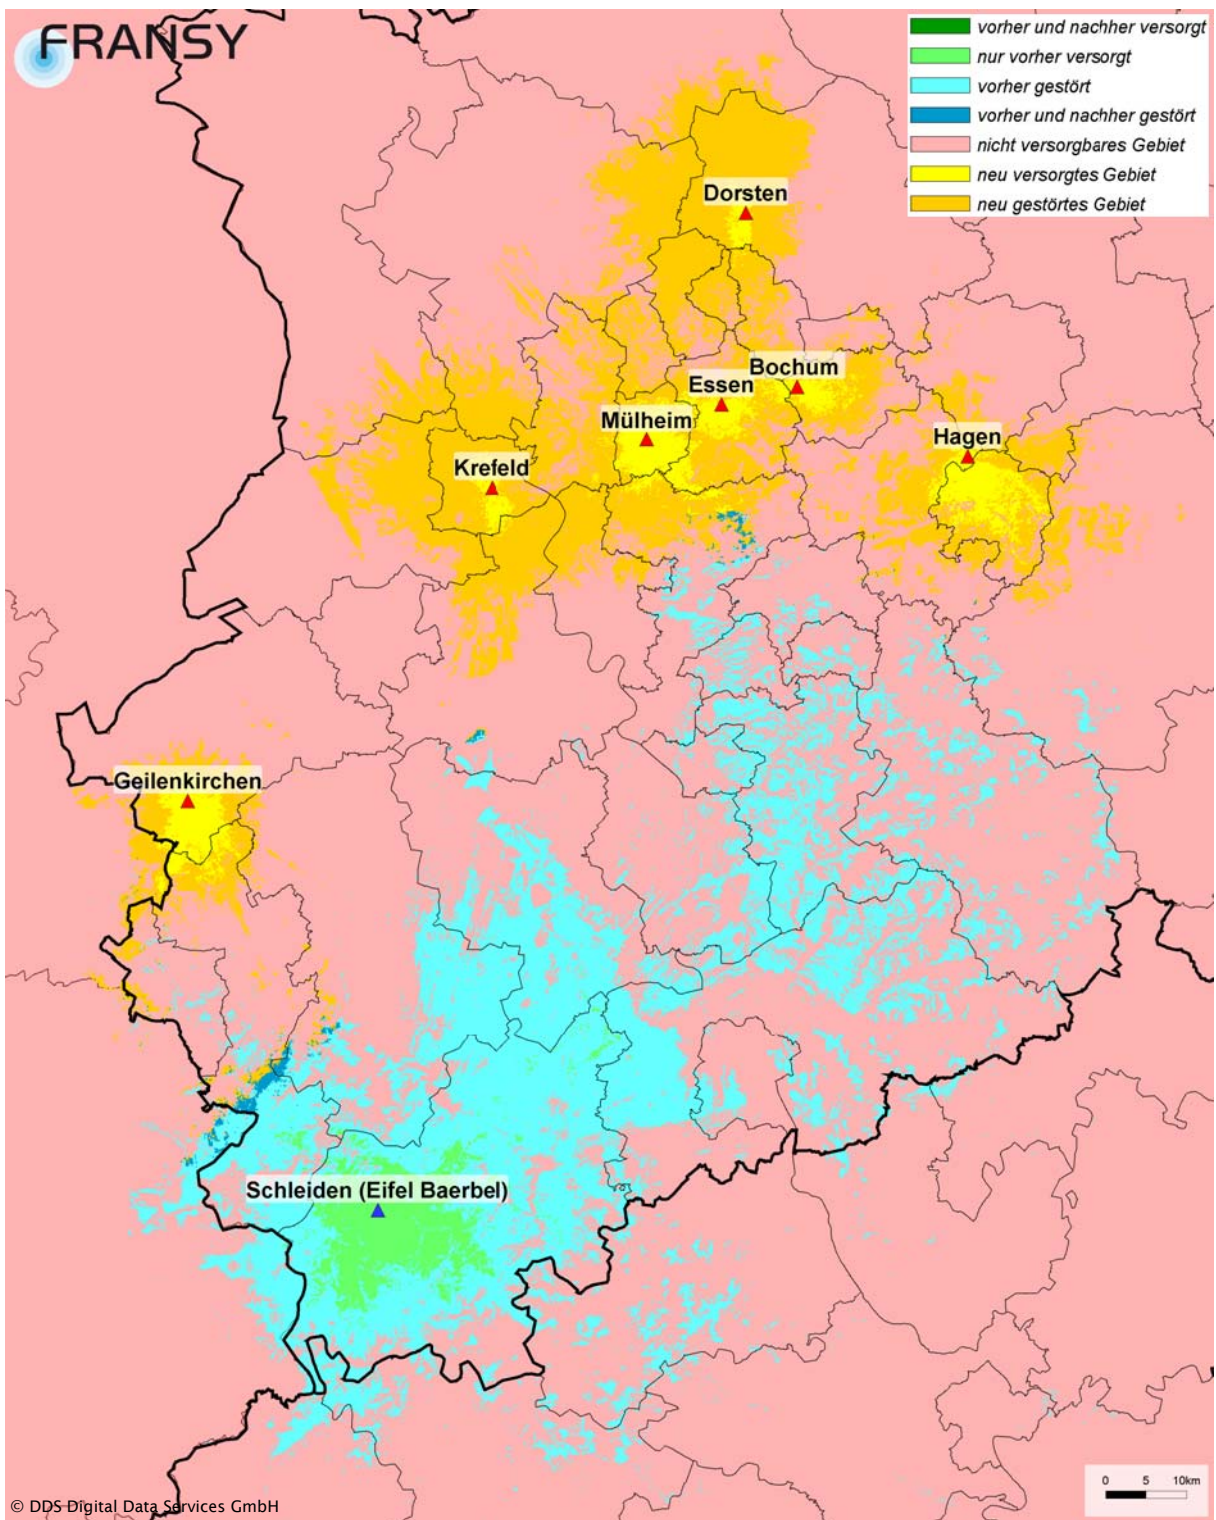 FRANSY
vorher und nachher versorgt
nur vorher versorgt
vorher gestört
vorher und nachher gestört
nicht versorgbares Gebiet
neu versorgtes Gebiet
neu gestörtes Gebiet
Dorsten
Bochum
Essen
Mülheim
Hagen
Krefeld
Geilenkirchen
Schleiden (Eifel Baerbel)
0 5 10km
© DDS Digital Data Services GmbH